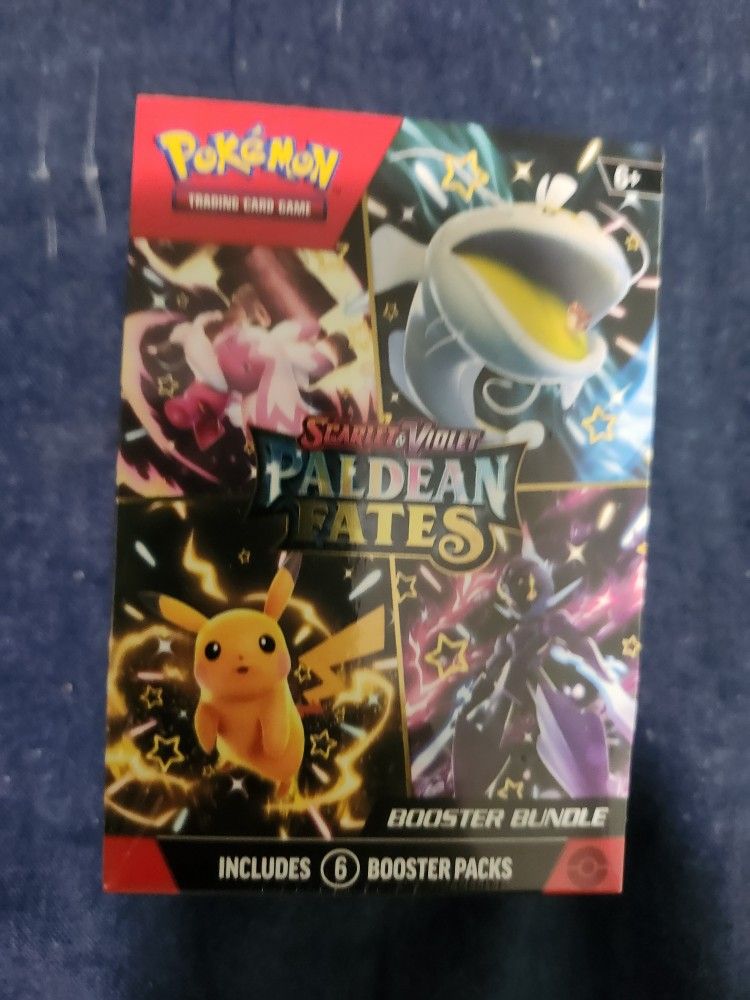 POKéMON
TRADING CARD GAME
6+
SCARLET & VIOLET
PALDEAN
FATES
BOOSTER BUNDLE
INCLUDES 6 BOOSTER PACKS